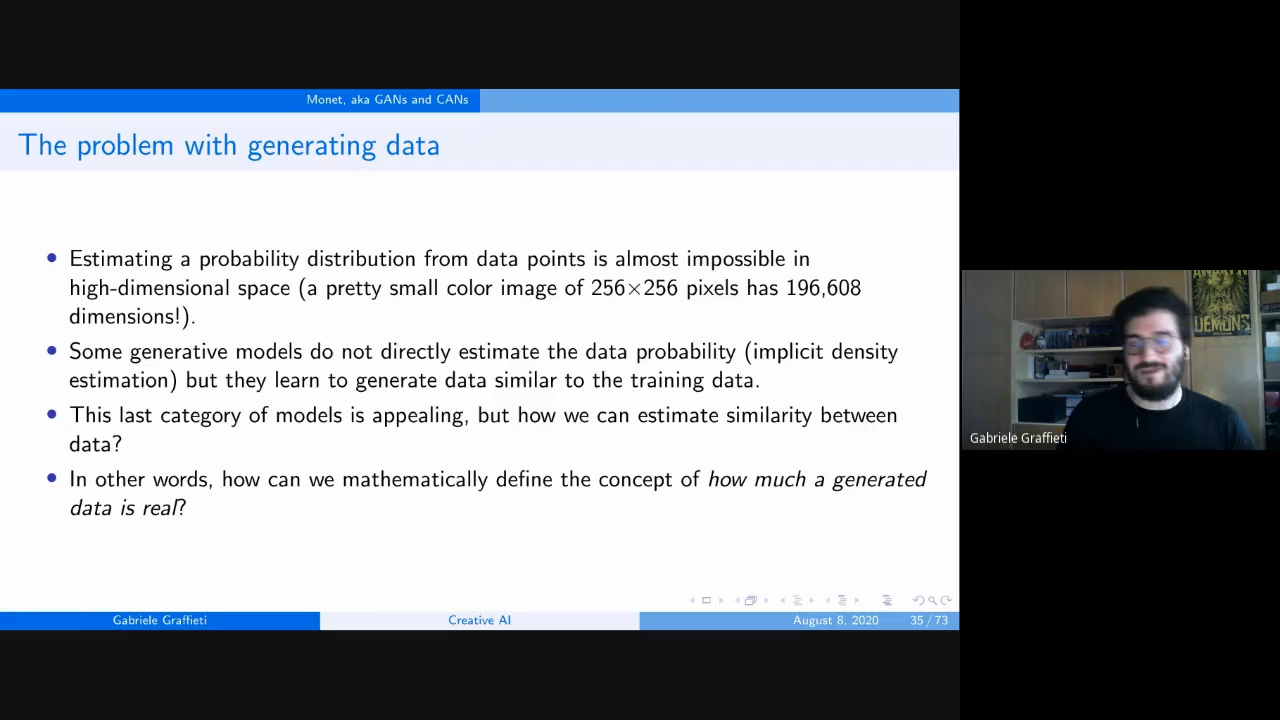 Monet, aka GANs and CANs
The problem with generating data
• Estimating a probability distribution from data points is almost impossible in
high-dimensional space (a pretty small color image of 256×256 pixels has 196,608
dimensions!).
• Some generative models do not directly estimate the data probability (implicit density
estimation) but they learn to generate data similar to the training data.
• This last category of models is appealing, but how we can estimate similarity between
data?
• In other words, how can we mathematically define the concept of how much a generated
data is real?
Gabriele Graffieti
Creative AI
August 8, 2020
35 / 73
DEMONS
Gabriele Graffieti